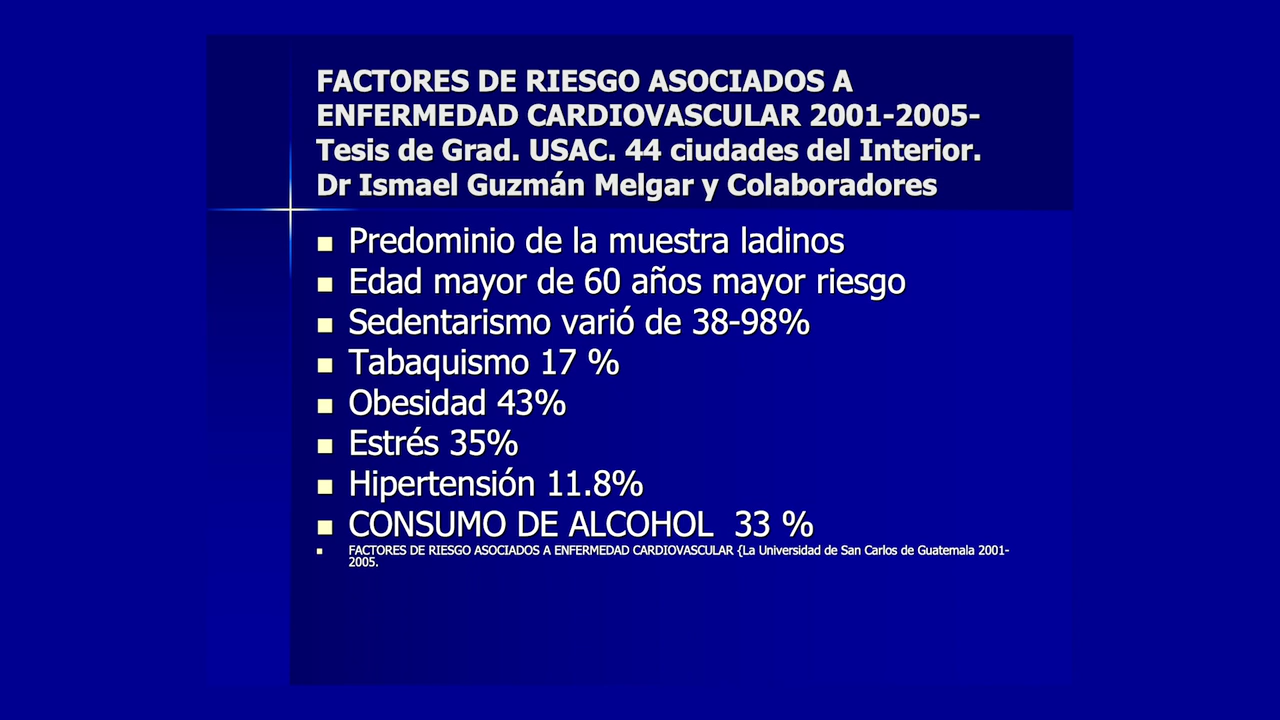 FACTORES DE RIESGO ASOCIADOS A
ENFERMEDAD CARDIOVASCULAR 2001-2005-
Tesis de Grad. USAC. 44 ciudades del Interior.
Dr Ismael Guzmán Melgar y Colaboradores
Predominio de la muestra ladinos
Edad mayor de 60 años mayor riesgo
Sedentarismo varió de 38-98%
Tabaquismo 17 %
Obesidad 43%
Estrés 35%
Hipertensión 11.8%
CONSUMO DE ALCOHOL  33 %
FACTORES DE RIESGO ASOCIADOS A ENFERMEDAD CARDIOVASCULAR {La Universidad de San Carlos de Guatemala 2001-
2005.